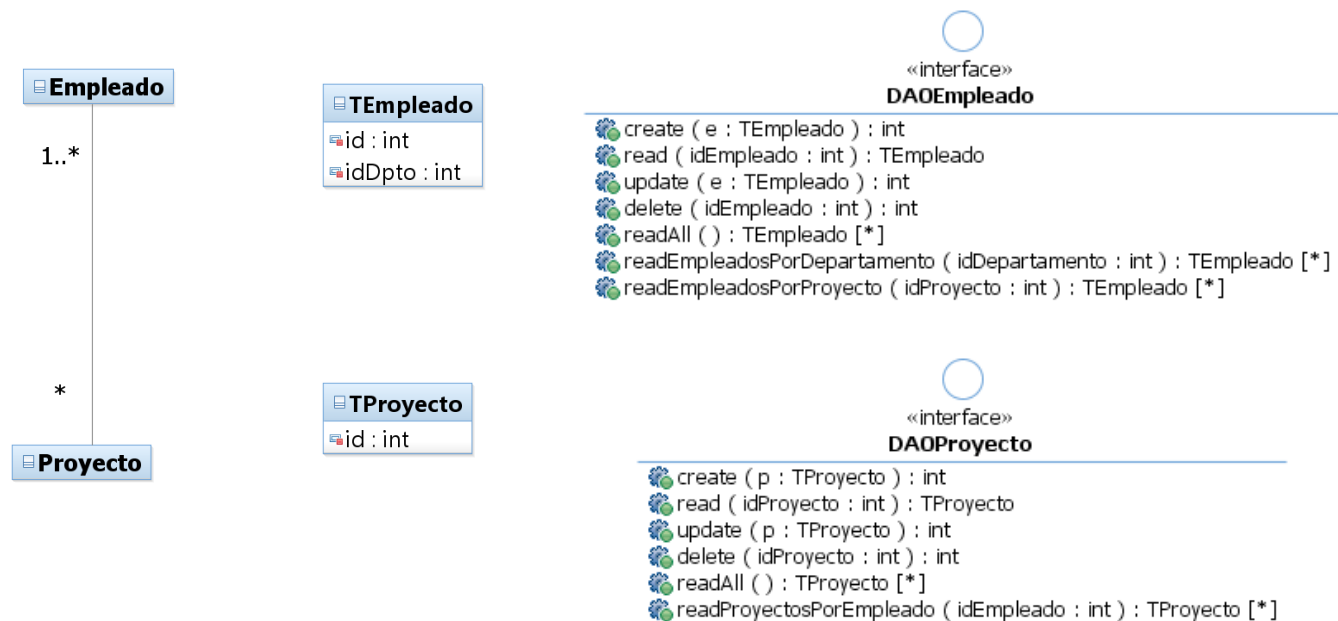 Empleado
1..*
*
Proyecto
TEmpleado
id : int
idDpto : int
TProyecto
id : int
«interface»
DAOEmpleado
create ( e : TEmpleado ) : int
read ( idEmpleado : int ) : TEmpleado
update ( e : TEmpleado ) : int
delete ( idEmpleado : int ) : int
readAll ( ) : TEmpleado [*]
readEmpleadosPorDepartamento ( idDepartamento : int ) : TEmpleado [*]
readEmpleadosPorProyecto ( idProyecto : int ) : TEmpleado [*]
«interface»
DAOProyecto
create ( p : TProyecto ) : int
read ( idProyecto : int ) : TProyecto
update ( p : TProyecto ) : int
delete ( idProyecto : int ) : int
readAll ( ) : TProyecto [*]
readProyectosPorEmpleado ( idEmpleado : int ) : TProyecto [*]